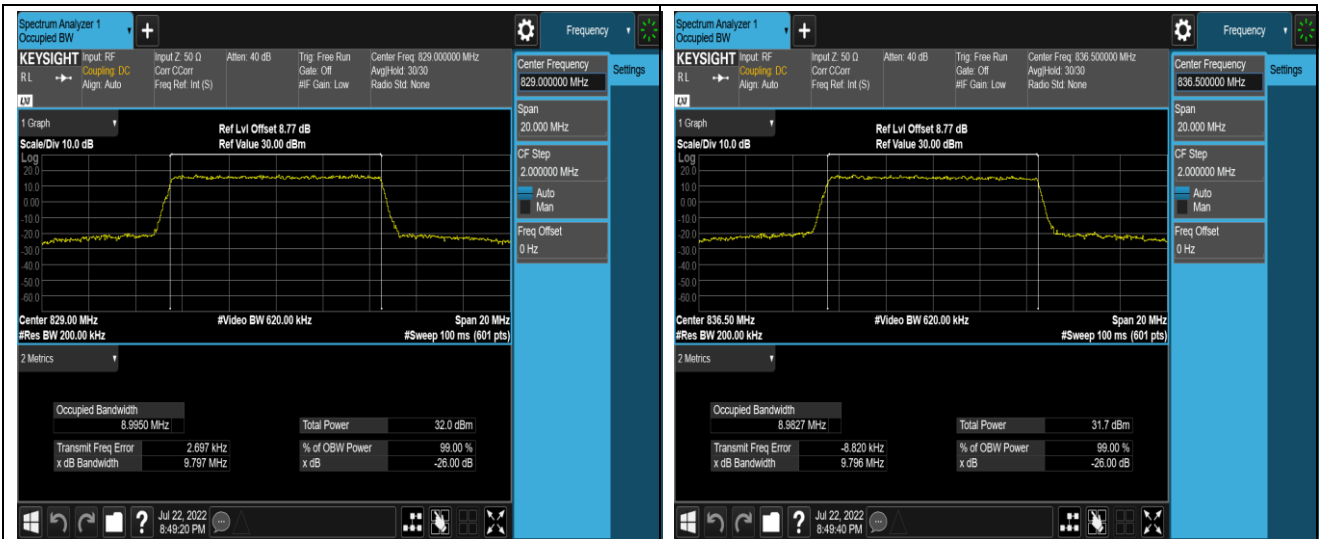 Spectrum Analyzer 1
Occupied BW
+
Frequency
KEYSIGHT
Input: RF
Coupling: DC
Align: Auto
Input Z: 50 Ω
Corr CCorr
Freq Ref: Int (S)
Atten: 40 dB
Trig: Free Run
Gate: Off
#IF Gain: Low
Center Freq: 829.000000 MHz
Avg|Hold: 30/30
Radio Std: None
R L
LXI
Center Frequency
829.000000 MHz
Settings
Span
20.000 MHz
CF Step
2.000000 MHz
Auto
Man
Freq Offset
0 Hz
1 Graph
Ref Lvl Offset 8.77 dB
Scale/Div 10.0 dB
Ref Value 30.00 dBm
Log
20.0
10.0
0.00
-10.0
-20.0
-30.0
-40.0
-50.0
-60.0
Center 829.00 MHz
#Video BW 620.00 kHz
Span 20 MHz
#Res BW 200.00 kHz
#Sweep 100 ms (601 pts)
2 Metrics
Occupied Bandwidth
8.9950 MHz
Total Power 32.0 dBm
Transmit Freq Error 2.697 kHz
% of OBW Power 99.00 %
x dB Bandwidth 9.797 MHz
x dB -26.00 dB
?
Jul 22, 2022
8:49:20 PM
Spectrum Analyzer 1
Occupied BW
+
Frequency
KEYSIGHT
Input: RF
Coupling: DC
Align: Auto
Input Z: 50 Ω
Corr CCorr
Freq Ref: Int (S)
Atten: 40 dB
Trig: Free Run
Gate: Off
#IF Gain: Low
Center Freq: 836.500000 MHz
Avg|Hold: 30/30
Radio Std: None
R L
LXI
Center Frequency
836.500000 MHz
Settings
Span
20.000 MHz
CF Step
2.000000 MHz
Auto
Man
Freq Offset
0 Hz
1 Graph
Ref Lvl Offset 8.77 dB
Scale/Div 10.0 dB
Ref Value 30.00 dBm
Log
20.0
10.0
0.00
-10.0
-20.0
-30.0
-40.0
-50.0
-60.0
Center 836.50 MHz
#Video BW 620.00 kHz
Span 20 MHz
#Res BW 200.00 kHz
#Sweep 100 ms (601 pts)
2 Metrics
Occupied Bandwidth
8.9827 MHz
Total Power 31.7 dBm
Transmit Freq Error -8.820 kHz
% of OBW Power 99.00 %
x dB Bandwidth 9.796 MHz
x dB -26.00 dB
?
Jul 22, 2022
8:49:40 PM